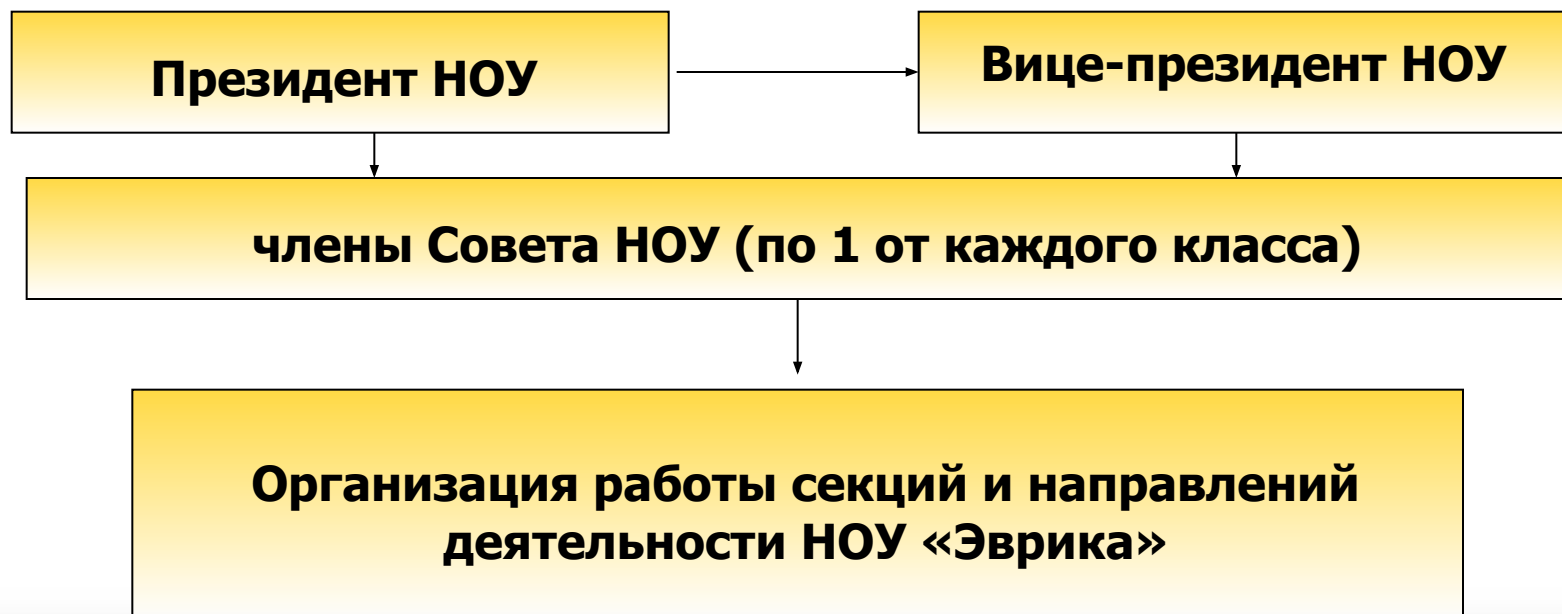 Президент НОУ
Вице-президент НОУ
члены Совета НОУ (по 1 от каждого класса)
Организация работы секций и направлений
деятельности НОУ «Эврика»